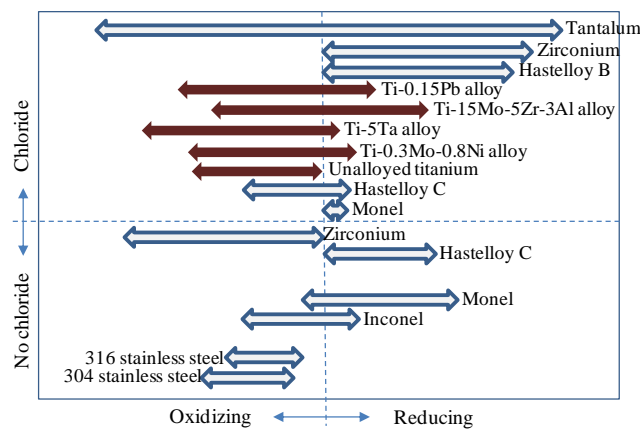 Tantalum
Zirconium
Hastelloy B
Ti-0.15Pb alloy
Ti-15Mo-5Zr-3Al alloy
Ti-5Ta alloy
Ti-0.3Mo-0.8Ni alloy
Unalloyed titanium
Hastelloy C
Monel
Chloride
Zirconium
Hastelloy C
Monel
Inconel
316 stainless steel
304 stainless steel
No chloride
Oxidizing
Reducing